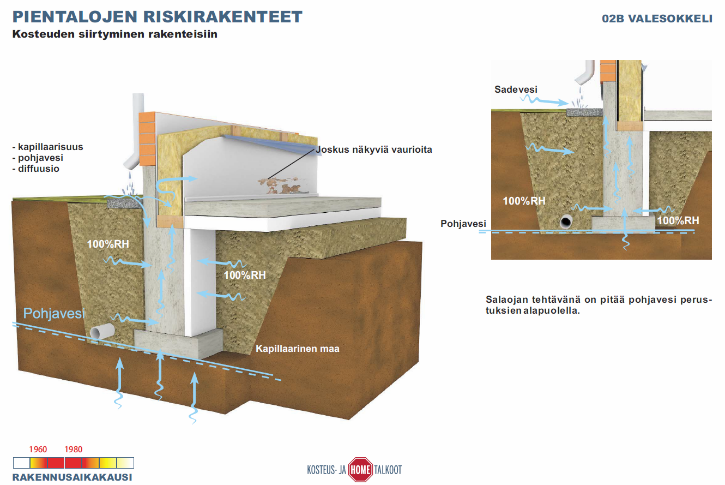 PIENTALOJEN RISKIRAKENTEET
02B VALESOKKELI
Kosteuden siirtyminen rakenteisiin
- kapillaarisuus
- pohjavesi
- diffuusio
Joskus näkyviä vaurioita
100%RH
100%RH
Pohjavesi
Kapillaarinen maa
Sadevesi
100%RH
100%RH
Pohjavesi
Salaojan tehtävänä on pitää pohjavesi perus-
tuksien alapuolella.
1960 1980
RAKENNUSAIKAKAUSI
KOSTEUS- JA HOME TALKOOT